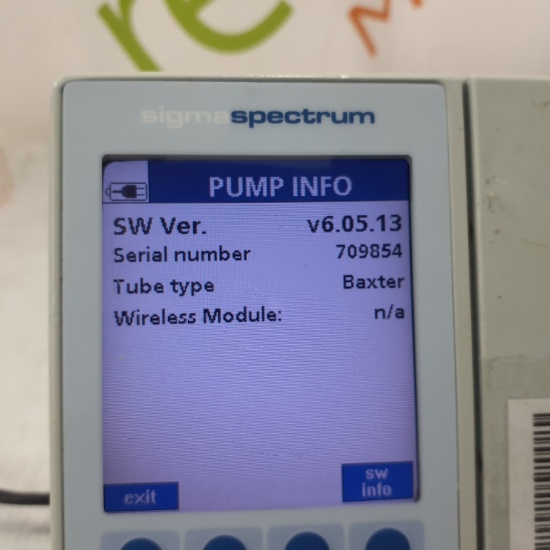 re
sigmaspectrum
PUMP INFO
SW Ver. v6.05.13
Serial number 709854
Tube type Baxter
Wireless Module: n/a
exit
sw
info